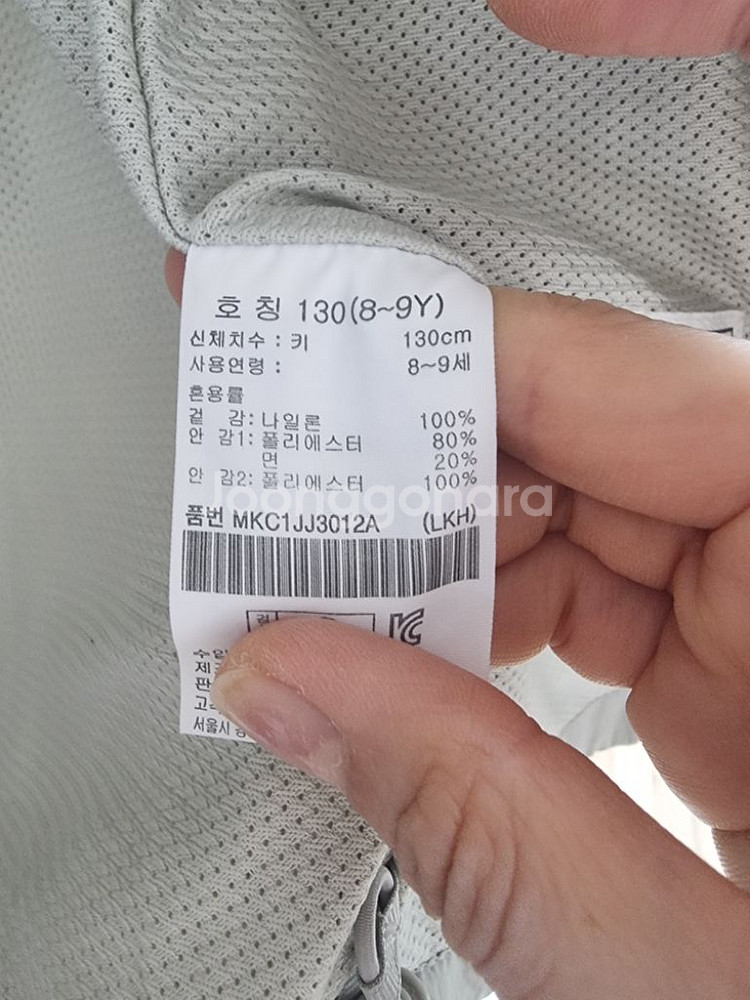 호 칭 130(8~9Y)
신체치수 : 키 130cm
사용연령 : 8~9세
혼용률
겉 감 : 나일론 100%
안 감1 : 폴리에스터 80%
면 20%
안 감2 : 폴리에스터 100%
joonggonara
품번 MKC1JJ3012A (LKH)
서울시